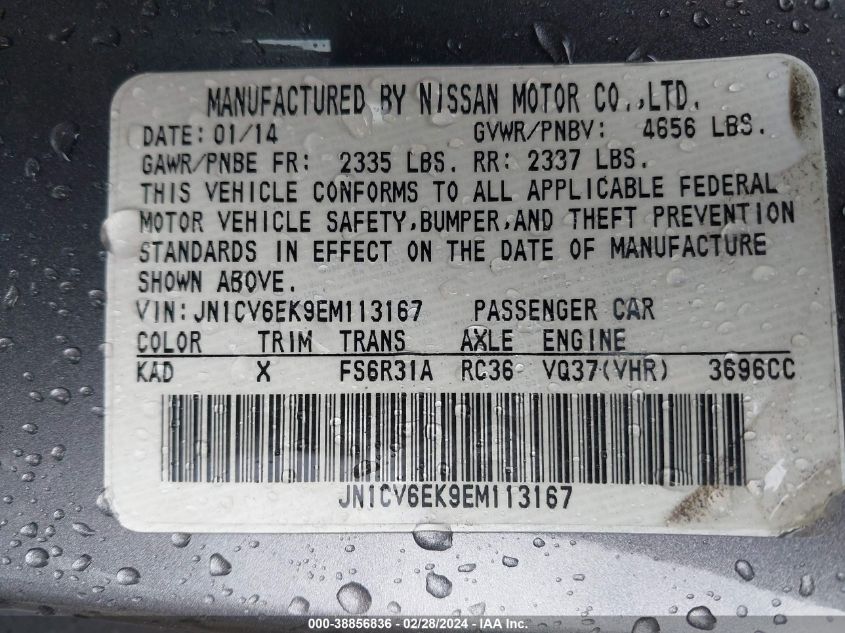 MANUFACTURED BY NISSAN MOTOR CO.,LTD.
DATE: 01/14 GVWR/PNBV: 4656 LBS.
GAWR/PNBE FR: 2335 LBS. RR: 2337 LBS.
THIS VEHICLE CONFORMS TO ALL APPLICABLE FEDERAL
MOTOR VEHICLE SAFETY,BUMPER,AND THEFT PREVENTION
STANDARDS IN EFFECT ON THE DATE OF MANUFACTURE
SHOWN ABOVE.
VIN: JN1CV6EK9EM113167 PASSENGER CAR
COLOR TRIM TRANS AXLE ENGINE
KAD X FS6R31A RC36 VQ37(VHR) 3696CC
JN1CV6EK9EM113167
000-38856836 - 02/28/2024 - IAA Inc.